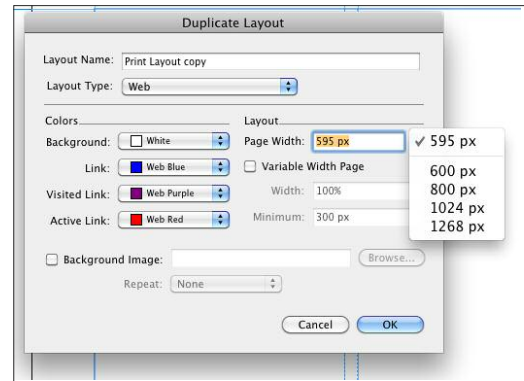 Duplicate Layout
Layout Name: Print Layout copy
Layout Type: Web
Colors
Background: White
Link: Web Blue
Visited Link: Web Purple
Active Link: Web Red
Layout
Page Width: 595 px
Variable Width Page
Width: 100%
Minimum: 300 px
✓ 595 px
600 px
800 px
1024 px
1268 px
Background Image: Browse...
Repeat: None
Cancel OK